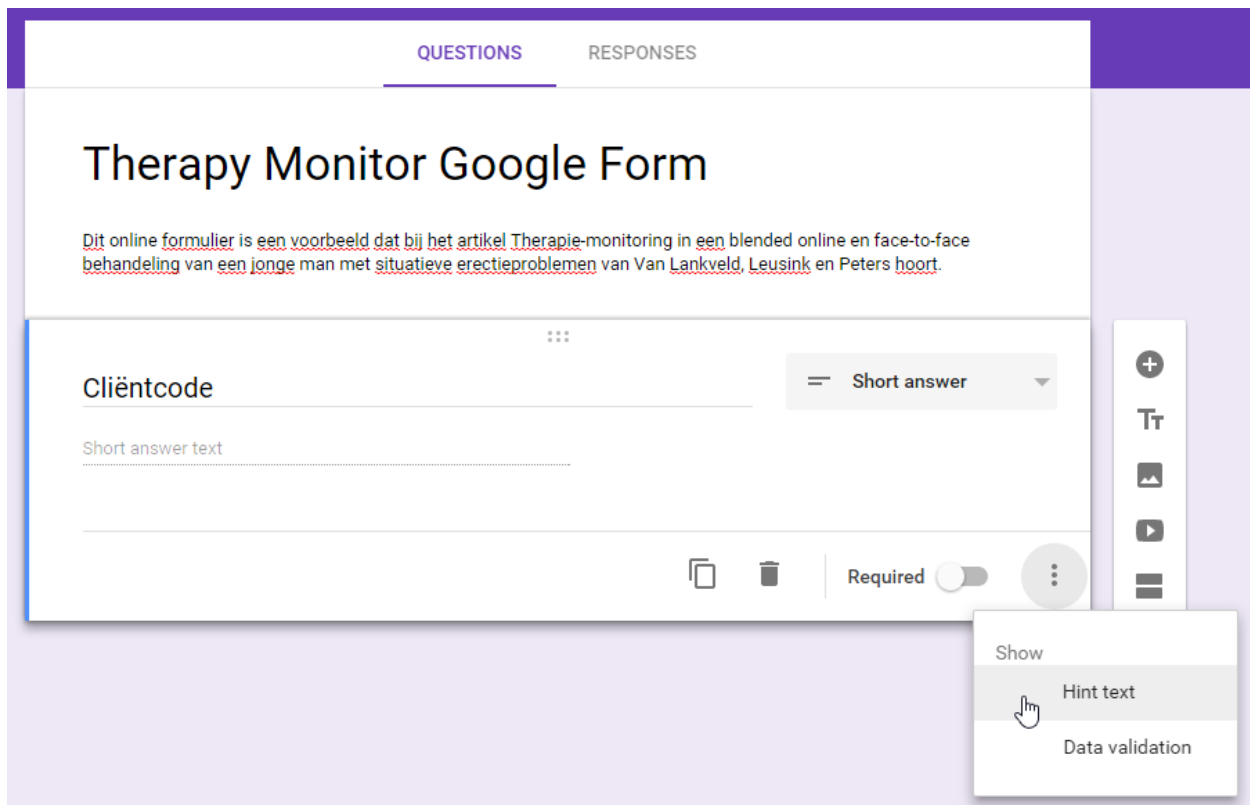 QUESTIONS RESPONSES
Therapy Monitor Google Form
Dit online formulier is een voorbeeld dat bij het artikel Therapie-monitoring in een blended online en face-to-face
behandeling van een jonge man met situatieve erectieproblemen van Van Lankveld, Leusink en Peters hoort.
Cliëntcode
Short answer
Short answer text
Required
Show
Hint text
Data validation